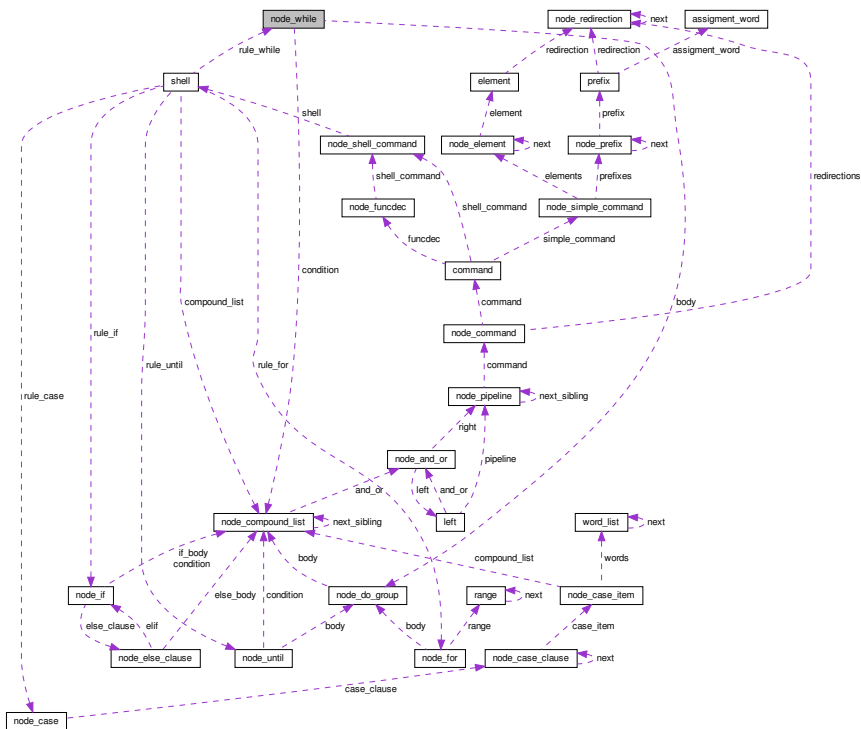 node_while
node_redirection
next
assigment_word
rule_while
redirection
redirection
assigment_word
shell
element
prefix
shell
element
prefix
node_shell_command
node_element
next
node_prefix
next
shell_command
elements
prefixes
redirections
node_funcdec
shell_command
node_simple_command
funcdec
simple_command
condition
command
compound_list
command
body
rule_if
node_command
rule_until
rule_for
command
rule_case
node_pipeline
next_sibling
right
node_and_or
pipeline
and_or
left
and_or
node_compound_list
next_sibling
left
word_list
next
if_body
condition
else_body
condition
body
compound_list
words
node_if
node_do_group
range
next
node_case_item
else_clause
elif
body
body
range
case_item
node_else_clause
node_until
node_for
node_case_clause
next
case_clause
node_case